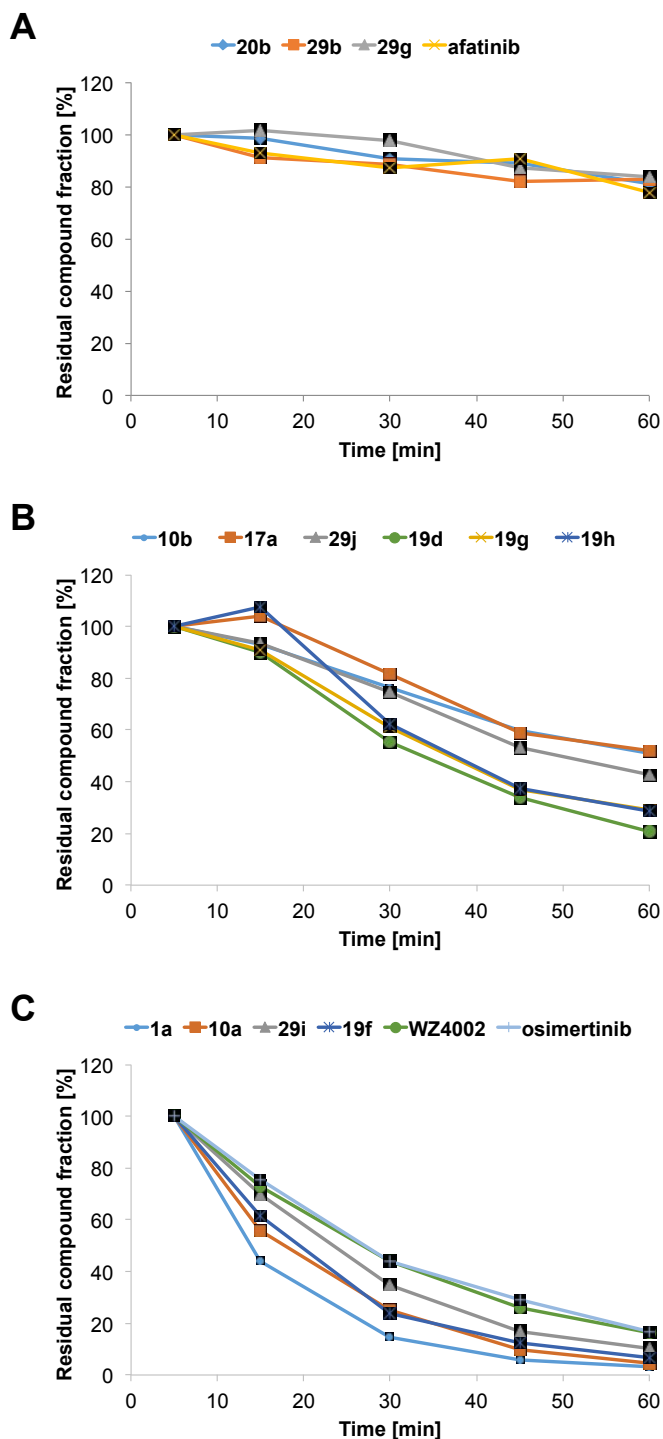 A
20b 29b 29g afatinib
Residual compound fraction [%]
120
100
80
60
40
20
0
0 10 20 30 40 50 60
Time [min]
B
10b 17a 29j 19d 19g 19h
Residual compound fraction [%]
120
100
80
60
40
20
0
0 10 20 30 40 50 60
Time [min]
C
1a 10a 29i 19f WZ4002 osimertinib
Residual compound fraction [%]
120
100
80
60
40
20
0
0 10 20 30 40 50 60
Time [min]